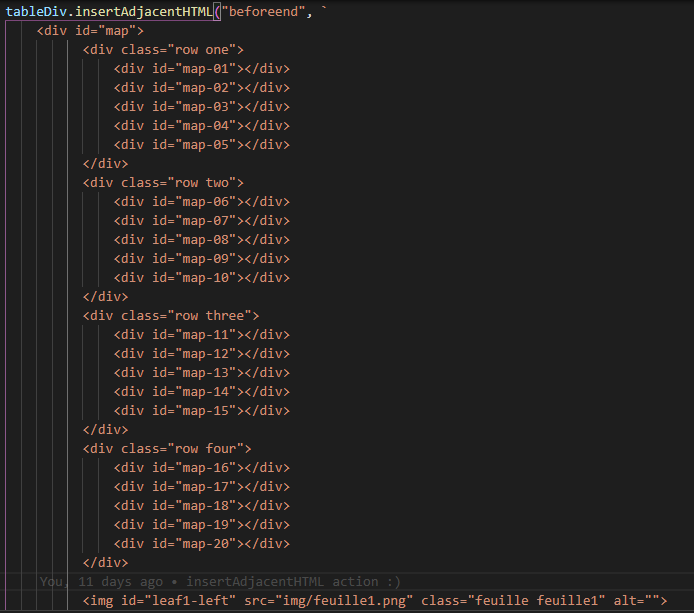 tableDiv.insertAdjacentHTML("beforeend", `
<div id="map">
<div class="row one">
<div id="map-01"></div>
<div id="map-02"></div>
<div id="map-03"></div>
<div id="map-04"></div>
<div id="map-05"></div>
</div>
<div class="row two">
<div id="map-06"></div>
<div id="map-07"></div>
<div id="map-08"></div>
<div id="map-09"></div>
<div id="map-10"></div>
</div>
<div class="row three">
<div id="map-11"></div>
<div id="map-12"></div>
<div id="map-13"></div>
<div id="map-14"></div>
<div id="map-15"></div>
</div>
<div class="row four">
<div id="map-16"></div>
<div id="map-17"></div>
<div id="map-18"></div>
<div id="map-19"></div>
<div id="map-20"></div>
</div>
You, 11 days ago • insertAdjacentHTML action :)
<img id="leaf1-left" src="img/feuille1.png" class="feuille feuille1" alt="">